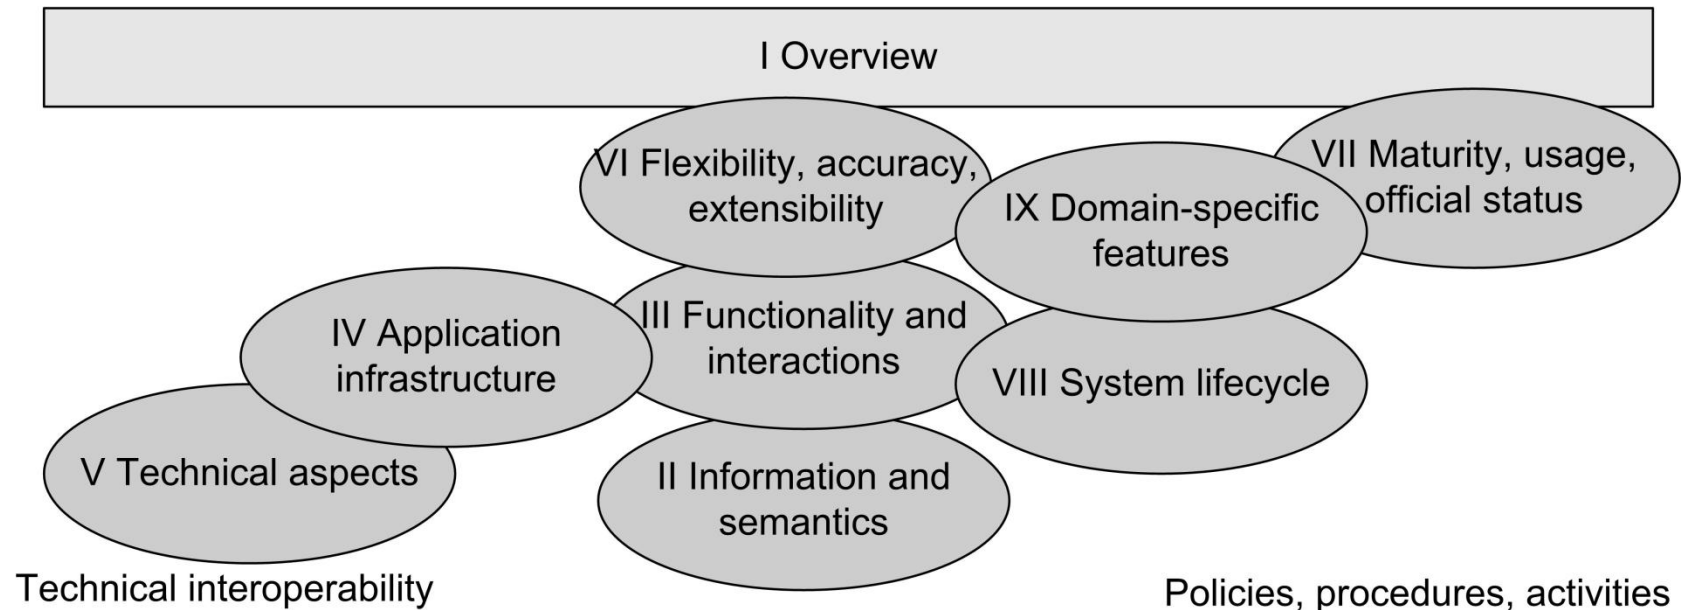 I Overview
VI Flexibility, accuracy,
extensibility
VII Maturity, usage,
official status
IX Domain-specific
features
IV Application
infrastructure
III Functionality and
interactions
VIII System lifecycle
V Technical aspects
II Information and
semantics
Technical interoperability
Policies, procedures, activities